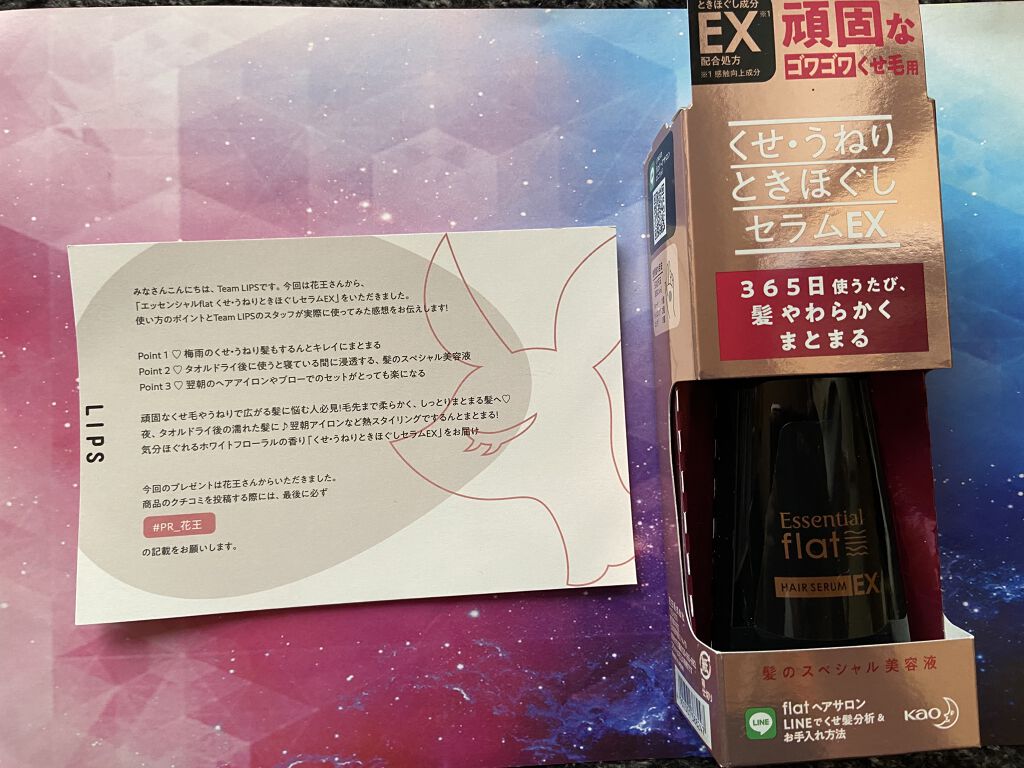 みなさんこんにちは、Team LIPSです。今回は花王さんから、
「エッセンシャルflat くせ・うねりときほぐしセラムEX」をいただきました。
使い方のポイントとTeam LIPSのスタッフが実際に使ってみた感想をお伝えします!
Point 1 ♡ 梅雨のくせ・うねり髪もするんとキレイにまとまる
Point 2 ♡ タオルドライ後に使うと寝ている間に浸透する、髪のスペシャル美容液
Point 3 ♡ 翌朝のヘアアイロンやブローでのセットがとっても楽になる
頑固なくせ毛やうねりで広がる髪に悩む人必見!毛先まで柔らかく、しっとりまとまる髪へ♡
夜、タオルドライ後の濡れた髪に♪翌朝アイロンなど熱スタイリングでするんとまとまる!
気分ほぐれるホワイトフローラルの香り「くせ・うねりときほぐしセラムEX」をお届け
今回のプレゼントは花王さんからいただきました。
商品のクチコミを投稿する際には、最後に必ず
#PR_花王
の記載をお願いします。
LIPS
ときほぐし成分
EX※1
配合処方
※1 感触向上成分
頑固な
ゴワゴワくせ毛用
くせ・うねり
ときほぐし
セラムEX
365日使うたび、
髪やわらかく
まとまる
Essential
flat
HAIR SERUM EX
髪のスペシャル美容液
LINE
flat ヘアサロン
LINEでくせ髪分析&
お手入れ方法
Kao